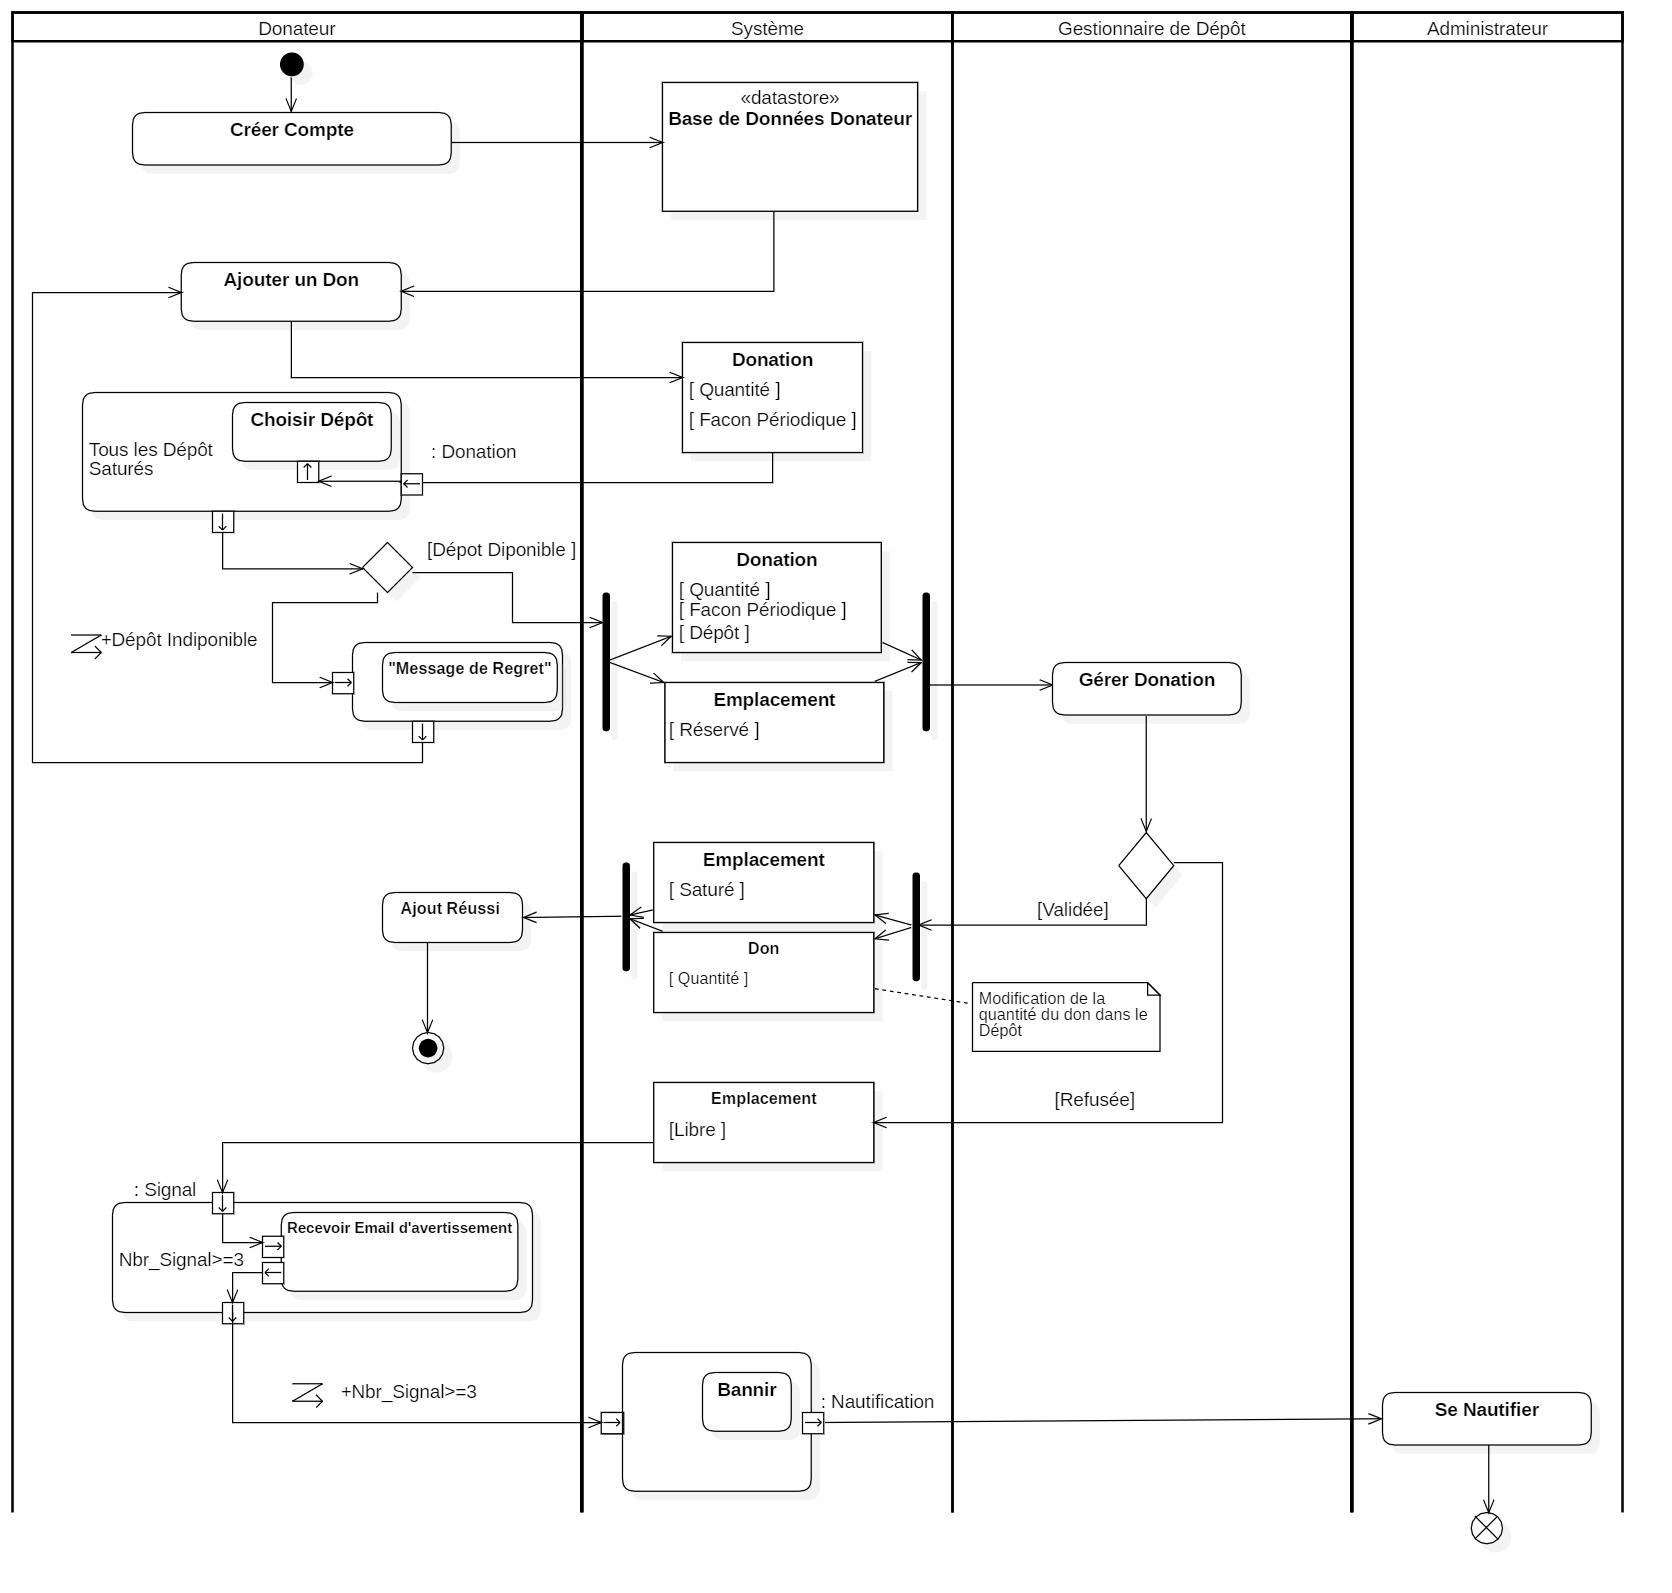 Donateur
Système
Gestionnaire de Dépôt
Administrateur
Créer Compte
«datastore»
Base de Données Donateur
Ajouter un Don
Donation
[ Quantité ]
[ Facon Périodique ]
Choisir Dépôt
Tous les Dépôt
Saturés
: Donation
[Dépot Diponible ]
Donation
[ Quantité ]
[ Facon Périodique ]
[ Dépôt ]
+Dépôt Indiponible
"Message de Regret"
Emplacement
[ Réservé ]
Gérer Donation
Emplacement
[ Saturé ]
Ajout Réussi
[Validée]
Don
[ Quantité ]
Modification de la
quantité du don dans le
Dépôt
Emplacement
[Libre ]
[Refusée]
: Signal
Recevoir Email d'avertissement
Nbr_Signal>=3
+Nbr_Signal>=3
Bannir
: Nautification
Se Nautifier